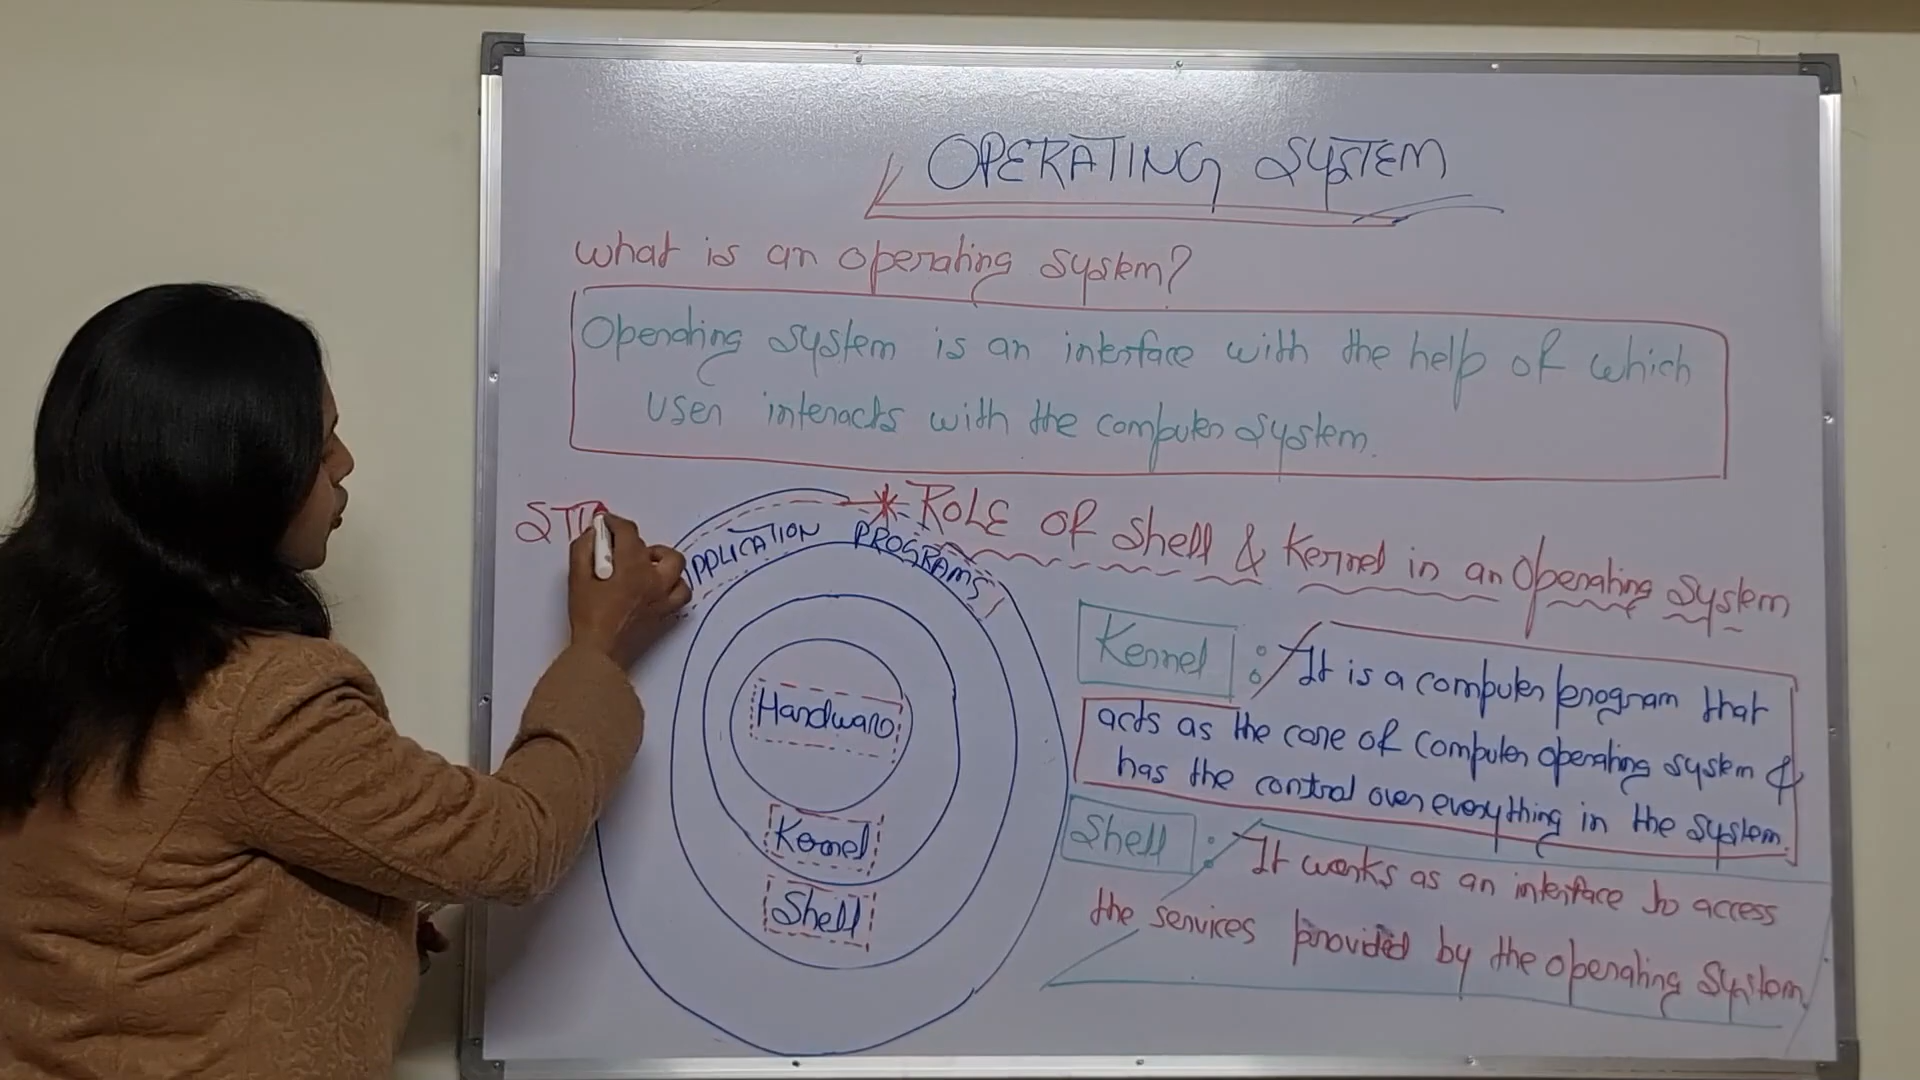 OPERATING SYSTEM
What is an operating system?
Operating system is an interface with the help of which
user interacts with the computer system.
* ROLE OF Shell & Kernel in an Operating System
APPLICATION PROGRAMS
Hardware
Kernel
Shell
Kernel : It is a computer program that
acts as the core of computer operating system &
has the control over everything in the system.
Shell : It works as an interface to access
the services provided by the operating System.